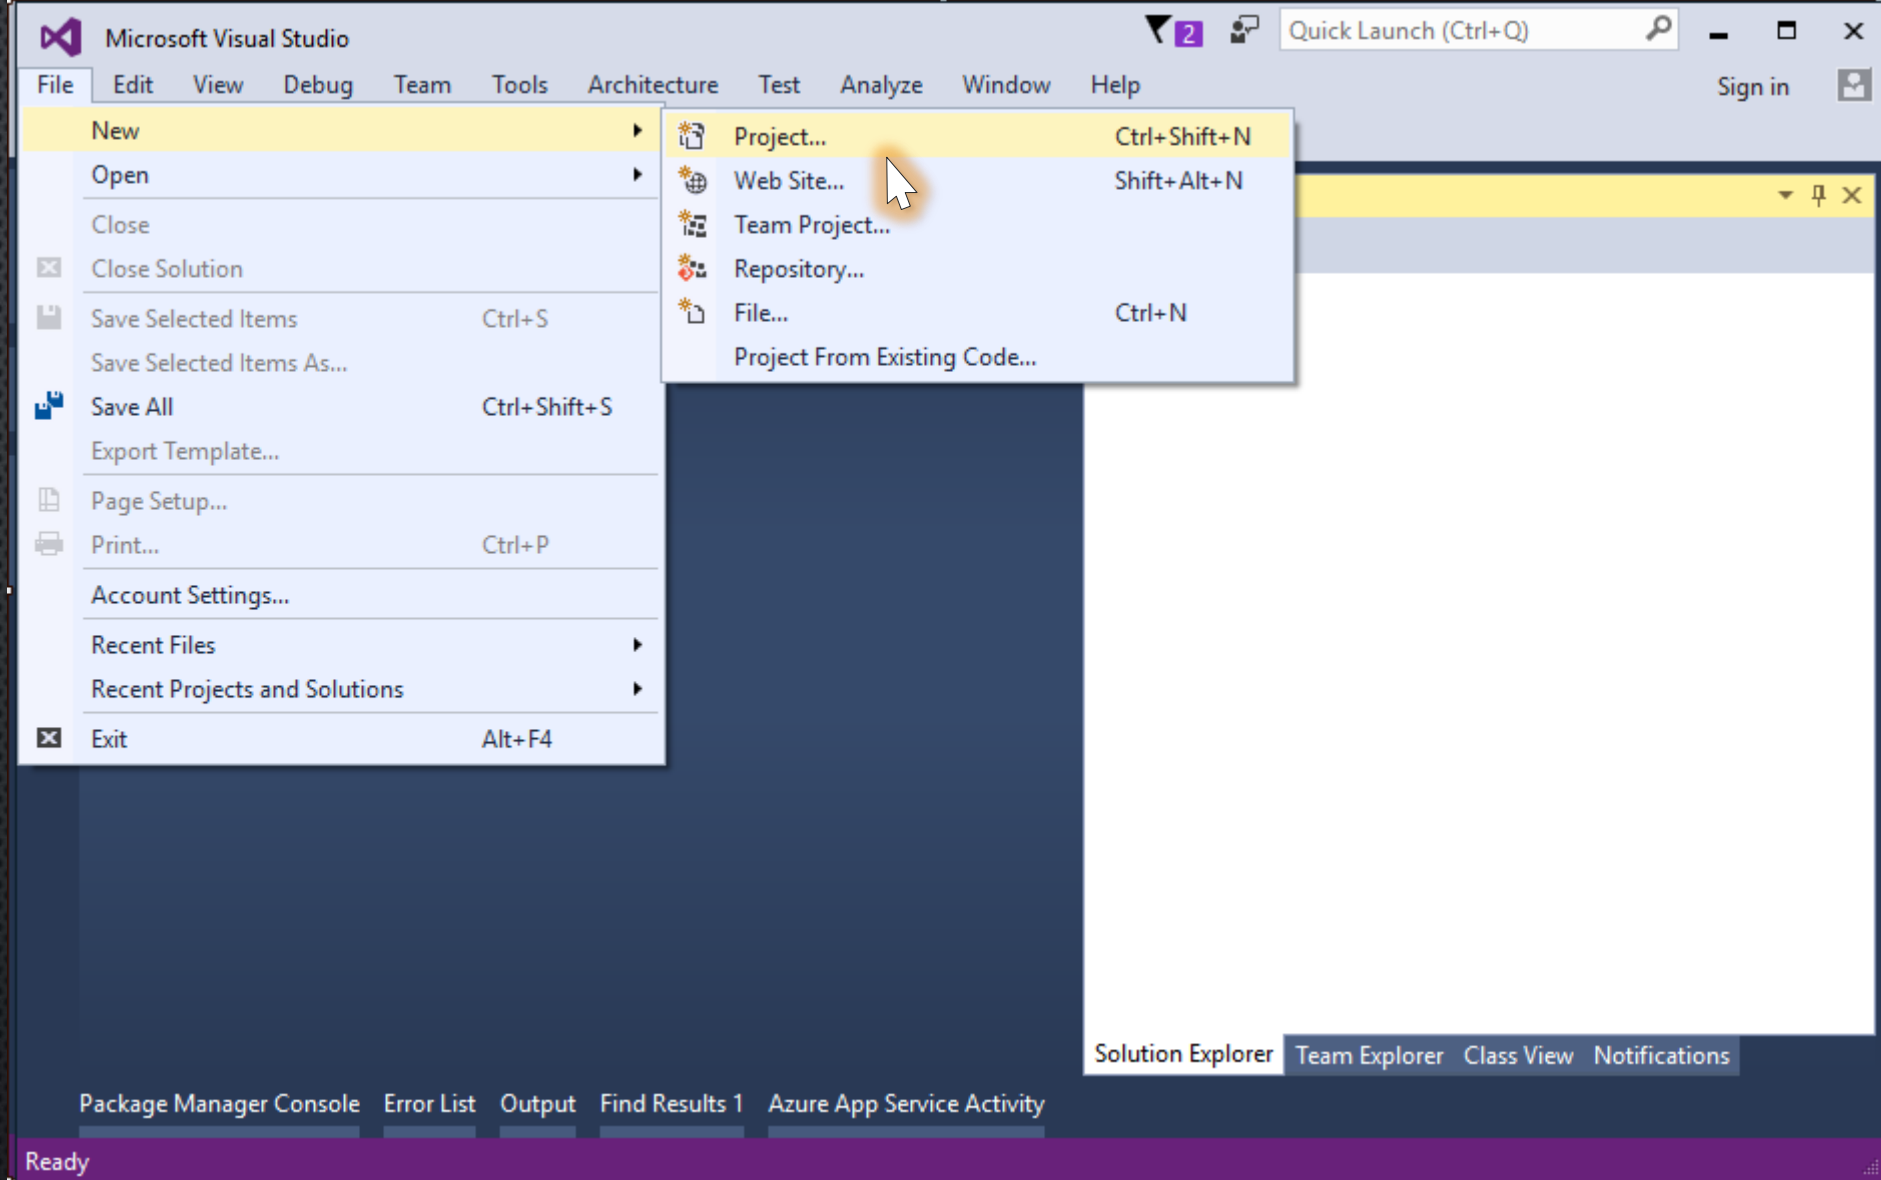 Microsoft Visual Studio
2
Quick Launch (Ctrl+Q)
File Edit View Debug Team Tools Architecture Test Analyze Window Help
Sign in
New
Open
Close
Close Solution
Save Selected Items Ctrl+S
Save Selected Items As...
Save All Ctrl+Shift+S
Export Template...
Page Setup...
Print... Ctrl+P
Account Settings...
Recent Files
Recent Projects and Solutions
Exit Alt+F4
Project... Ctrl+Shift+N
Web Site... Shift+Alt+N
Team Project...
Repository...
File... Ctrl+N
Project From Existing Code...
Solution Explorer Team Explorer Class View Notifications
Package Manager Console Error List Output Find Results 1 Azure App Service Activity
Ready